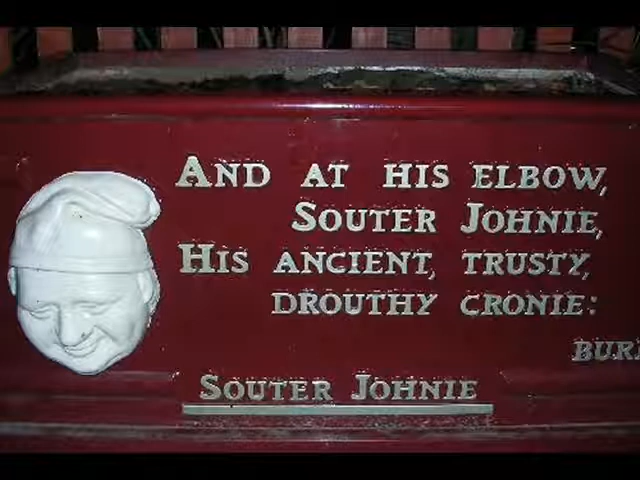 AND AT HIS ELBOW,
SOUTER JOHNIE,
HIS ANCIENT, TRUSTY,
DROUTHY CRONIE:
SOUTER JOHNIE